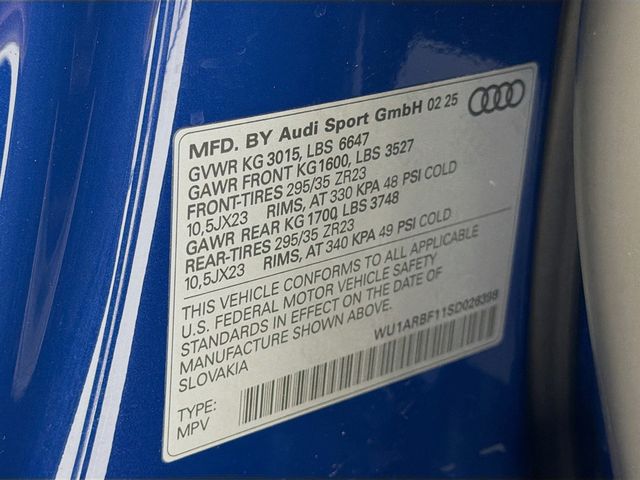 MFD. BY Audi Sport GmbH 02 25
GVWR KG 3015, LBS 6647
GAWR FRONT KG 1600, LBS 3527
FRONT-TIRES 295/35 ZR23
10,5JX23 RIMS, AT 330 KPA 48 PSI COLD
GAWR REAR KG 1700, LBS 3748
REAR-TIRES 295/35 ZR23
10,5JX23 RIMS, AT 340 KPA 49 PSI COLD
THIS VEHICLE CONFORMS TO ALL APPLICABLE
U.S. FEDERAL MOTOR VEHICLE SAFETY
STANDARDS IN EFFECT ON THE DATE OF
MANUFACTURE SHOWN ABOVE.
SLOVAKIA
WU1ARBF11SD026398
TYPE:
MPV